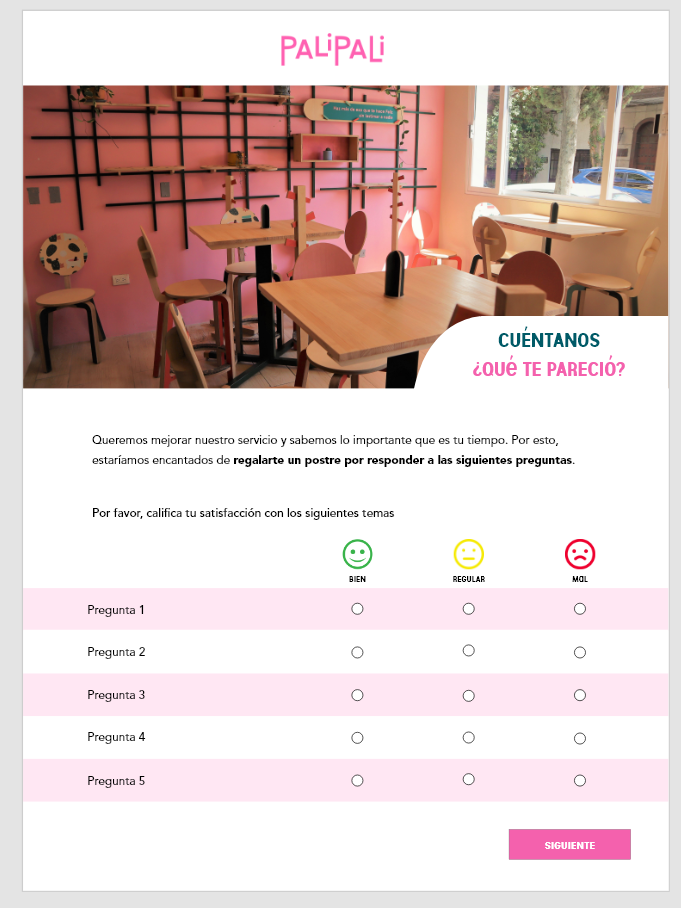 PALiPALi
CUÉNTANOS
¿QUé TE PARECIÓ?
Queremos mejorar nuestro servicio y sabemos lo importante que es tu tiempo. Por esto,
estaríamos encantados de regalarte un postre por responder a las siguientes preguntas.
Por favor, califica tu satisfacción con los siguientes temas
BIEN REGULAR MAL
Pregunta 1
Pregunta 2
Pregunta 3
Pregunta 4
Pregunta 5
SIGUIENTE